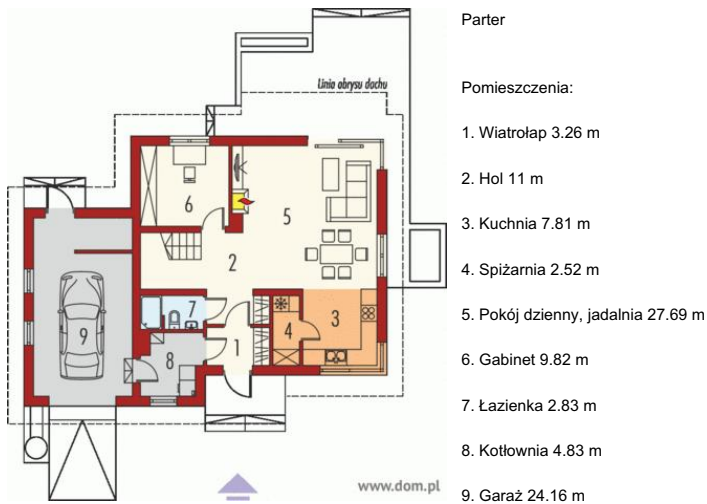 Parter
Pomieszczenia:
1. Wiatrołap 3.26 m
2. Hol 11 m
3. Kuchnia 7.81 m
4. Spiżarnia 2.52 m
5. Pokój dzienny, jadalnia 27.69 m
6. Gabinet 9.82 m
7. Łazienka 2.83 m
8. Kotłownia 4.83 m
9. Garaż 24.16 m
Linia obrysu dachu
6
5
2
7
9
8
1
4
3
www.dom.pl